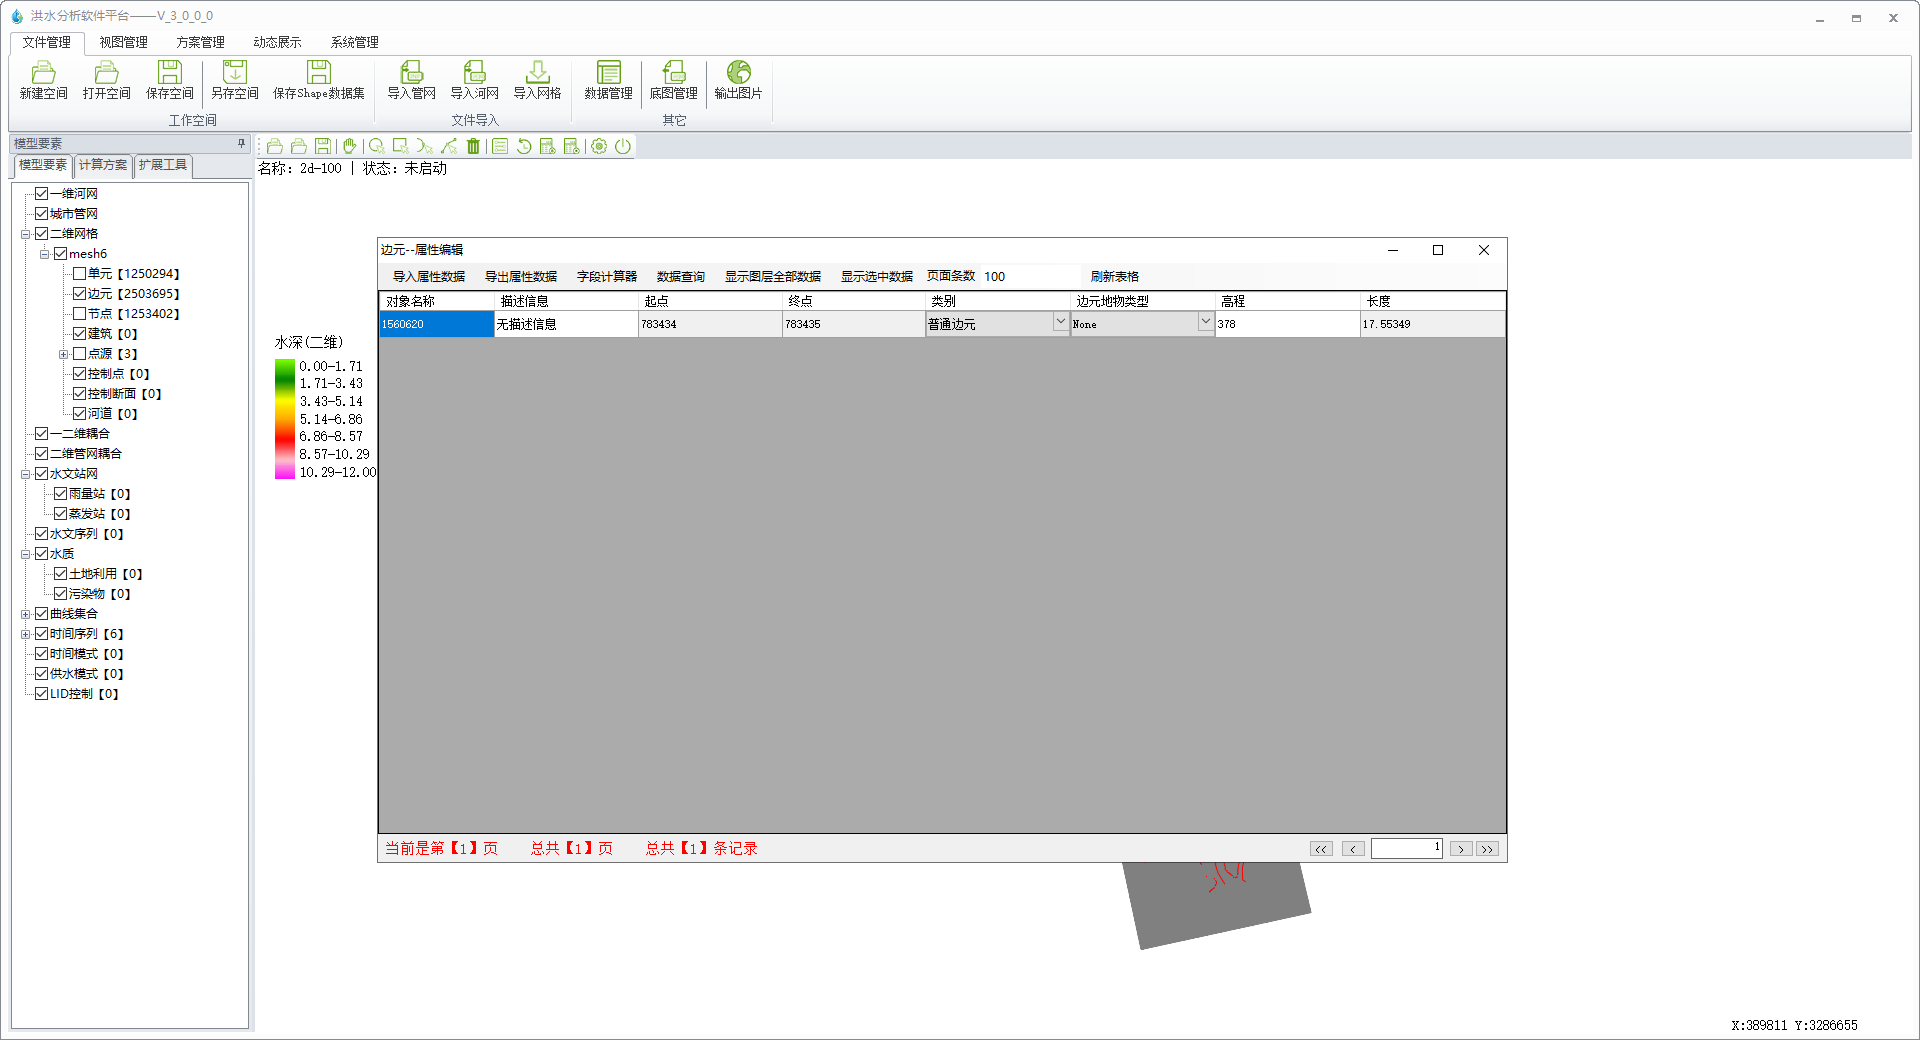 洪水分析软件平台——V_3_0_0_0
文件管理 视图管理 方案管理 动态展示 系统管理
新建空间 打开空间 保存空间 另存空间 保存Shape数据集 导入管网 导入河网 导入网格 数据管理 底图管理 输出图片
工作空间 文件导入 其它
模型要素
模型要素 计算方案 扩展工具
名称: 2d-100 | 状态: 未启动
一维河网
城市管网
二维网格
mesh6
单元【1250294】
边元【2503695】
节点【1253402】
建筑【0】
点源【3】
控制点【0】
控制断面【0】
河道【0】
一二维耦合
二维管网耦合
水文站网
雨量站【0】
蒸发站【0】
水文序列【0】
水质
土地利用【0】
污染物【0】
曲线集合
时间序列【6】
时间模式【0】
供水模式【0】
LID控制【0】
水深(二维)
0.00-1.71
1.71-3.43
3.43-5.14
5.14-6.86
6.86-8.57
8.57-10.29
10.29-12.00
边元--属性编辑
导入属性数据 导出属性数据 字段计算器 数据查询 显示图层全部数据 显示选中数据 页面条数 100 刷新表格
对象名称 描述信息 起点 终点 类别 边元地物类型 高程 长度
1560620 无描述信息 783434 783435 普通边元 None 378 17.55349
当前是第【1】页 总共【1】页 总共【1】条记录 << < 1 > >>
X:389811 Y:3286655